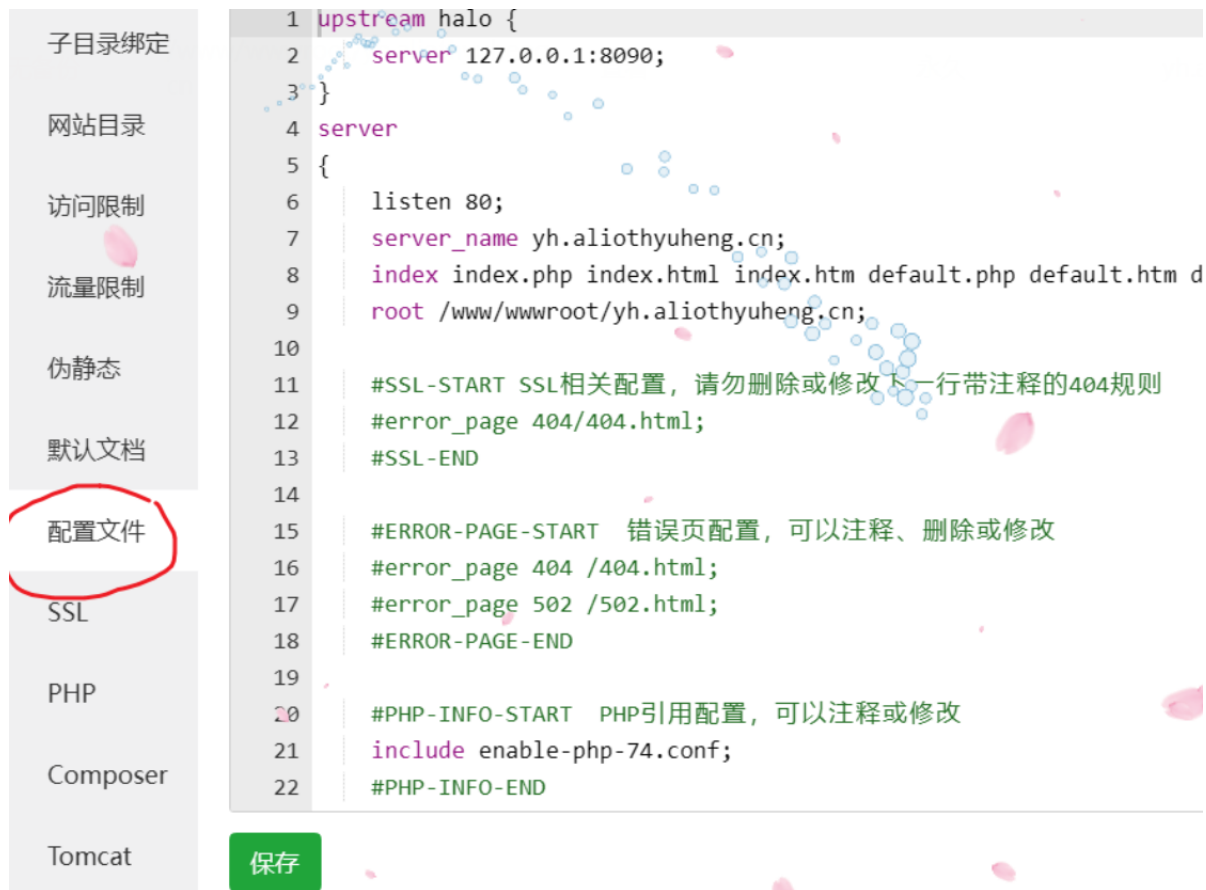 子目录绑定
网站目录
访问限制
流量限制
伪静态
默认文档
配置文件
SSL
PHP
Composer
Tomcat
1 upstream halo {
2 server 127.0.0.1:8090;
3 }
4 server
5 {
6 listen 80;
7 server_name yh.aliothyuheng.cn;
8 index index.php index.html index.htm default.php default.htm d
9 root /www/wwwroot/yh.aliothyuheng.cn;
10
11 #SSL-START SSL相关配置，请勿删除或修改下一行带注释的404规则
12 #error_page 404/404.html;
13 #SSL-END
14
15 #ERROR-PAGE-START 错误页配置，可以注释、删除或修改
16 #error_page 404 /404.html;
17 #error_page 502 /502.html;
18 #ERROR-PAGE-END
19
20 #PHP-INFO-START PHP引用配置，可以注释或修改
21 include enable-php-74.conf;
22 #PHP-INFO-END
保存